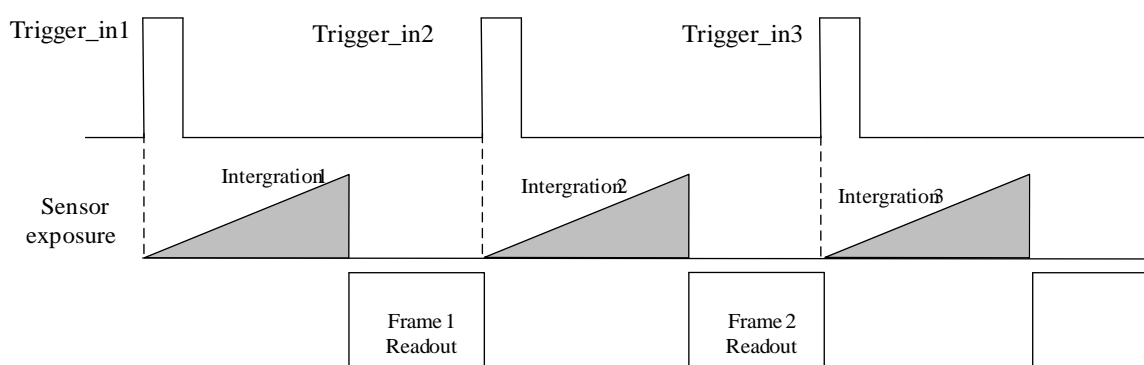 Trigger_in1
Trigger_in2
Trigger_in3
Intergration1
Intergration2
Intergration3
Sensor
exposure
Frame 1
Readout
Frame 2
Readout